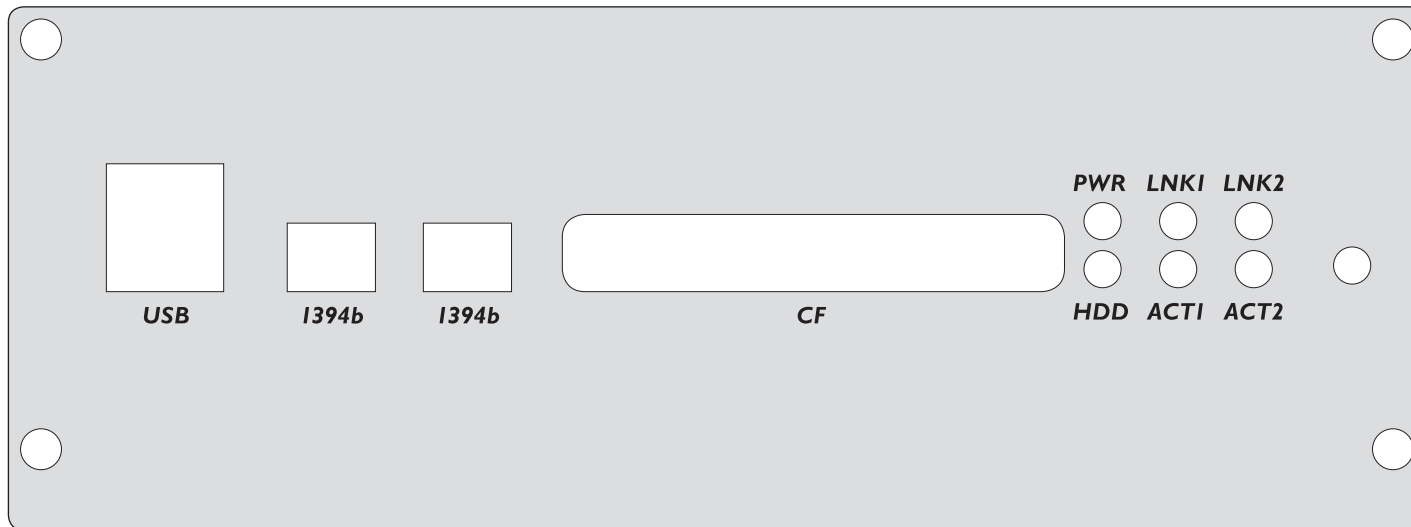 PWR LNK1 LNK2
USB 1394b 1394b CF HDD ACT1 ACT2